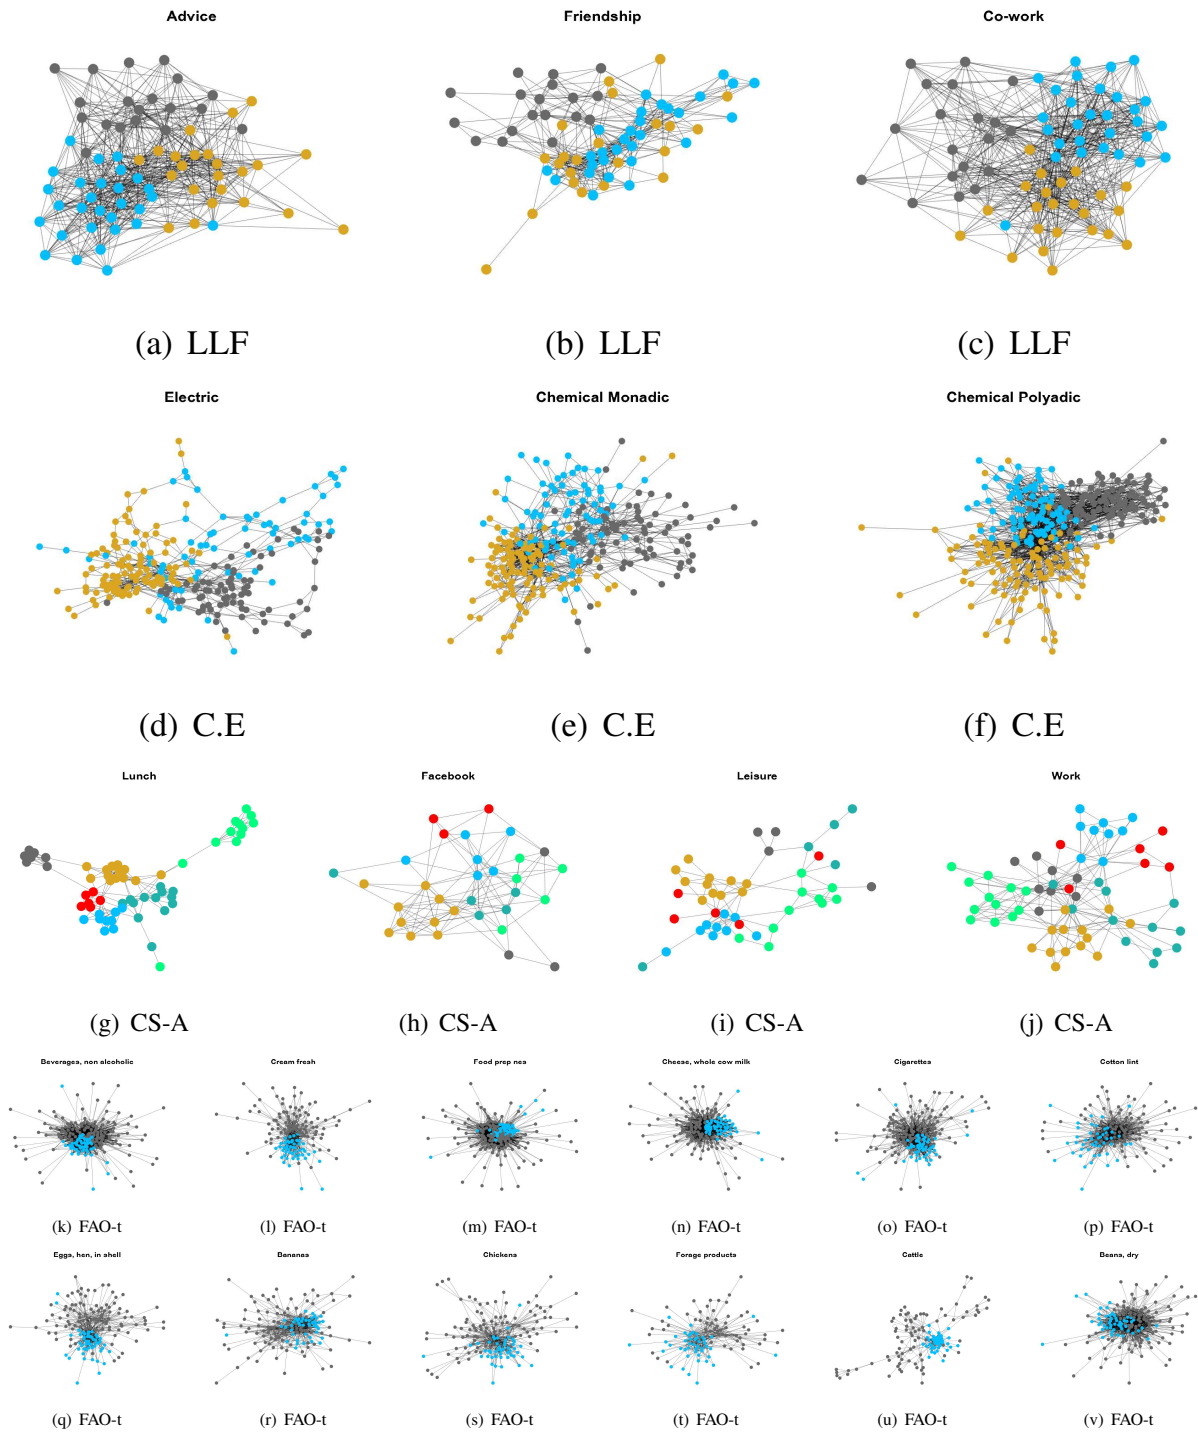 Advice Friendship Co-work
(a) LLF (b) LLF (c) LLF
Electric Chemical Monadic Chemical Polyadic
(d) C.E (e) C.E (f) C.E
Lunch Facebook Leisure Work
(g) CS-A (h) CS-A (i) CS-A (j) CS-A
Beverages, non alcoholic Cream fresh Food prep nes Cheese, whole cow milk Cigarettes Cotton lint
(k) FAO-t (l) FAO-t (m) FAO-t (n) FAO-t (o) FAO-t (p) FAO-t
Eggs, hen, in shell Bananas Chickens Forage products Cattle Beans, dry
(q) FAO-t (r) FAO-t (s) FAO-t (t) FAO-t (u) FAO-t (v) FAO-t